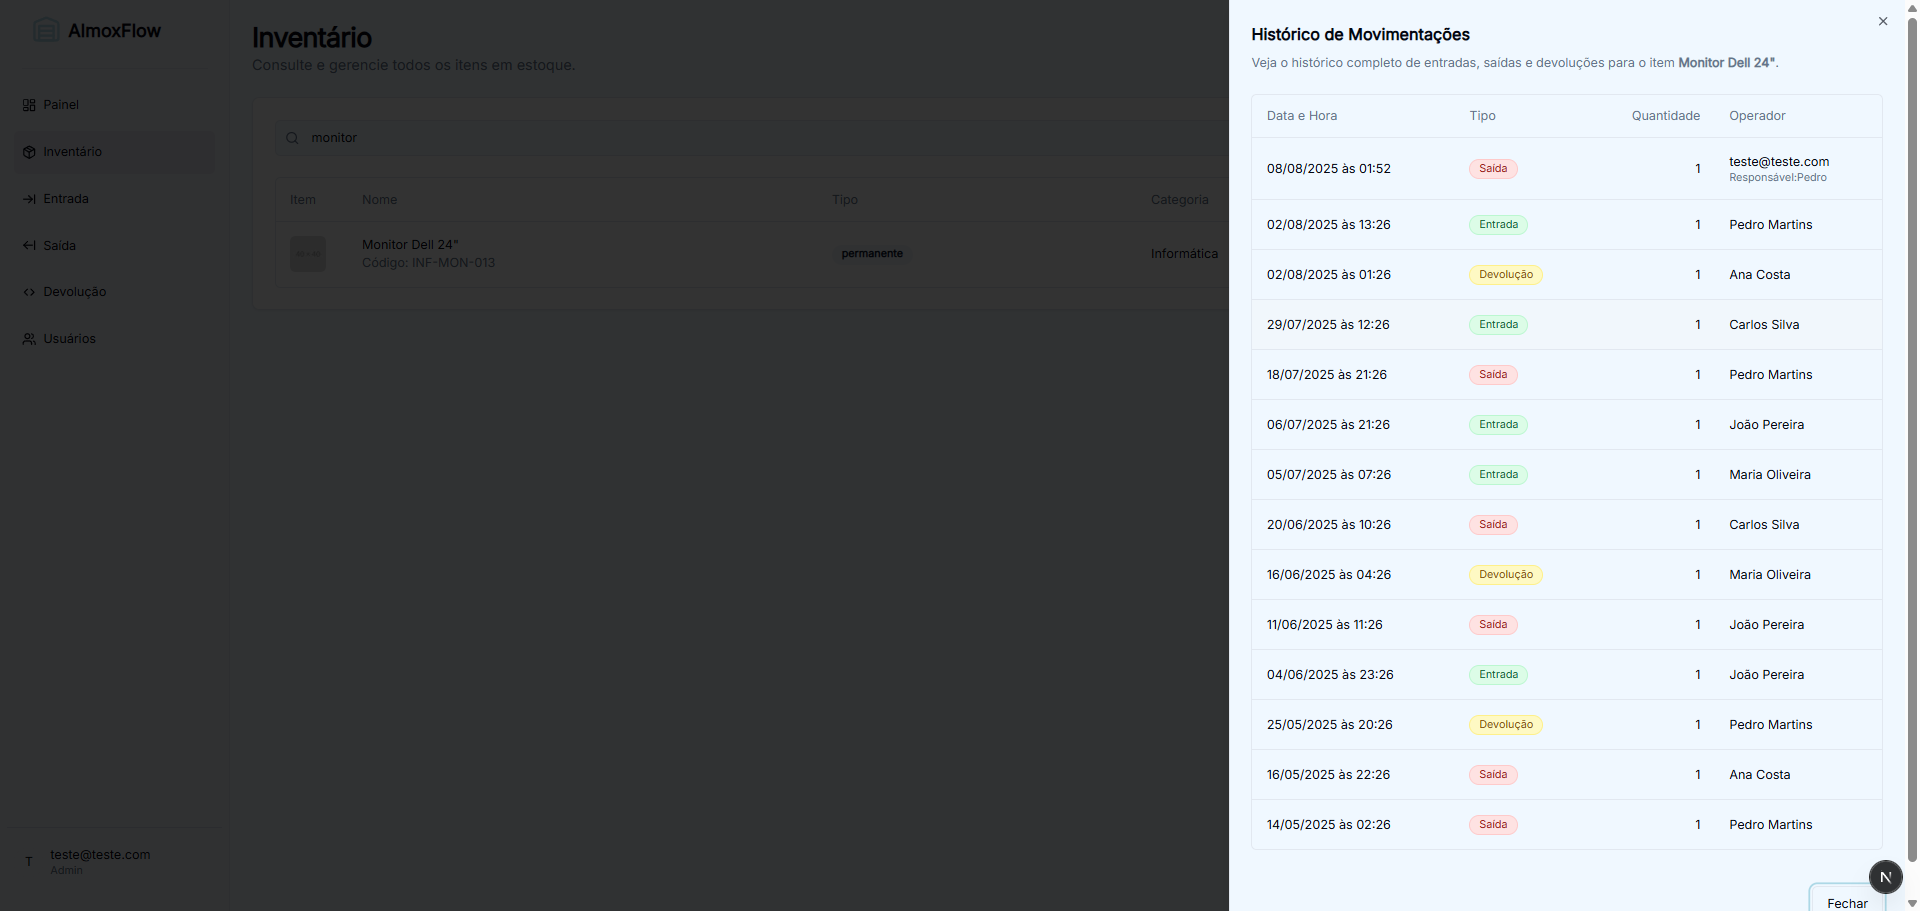 AlmoxFlow
Painel
Inventário
Entrada
Saída
Devolução
Usuários
teste@teste.com
T
Admin
Inventário
Consulte e gerencie todos os itens em estoque.
monitor
Item Nome Tipo Categoria
Monitor Dell 24"
Código: INF-MON-013
permanente
Informática
Histórico de Movimentações
Veja o histórico completo de entradas, saídas e devoluções para o item Monitor Dell 24".
Data e Hora Tipo Quantidade Operador
08/08/2025 às 01:52 Saída 1 teste@teste.com
Responsável:Pedro
02/08/2025 às 13:26 Entrada 1 Pedro Martins
02/08/2025 às 01:26 Devolução 1 Ana Costa
29/07/2025 às 12:26 Entrada 1 Carlos Silva
18/07/2025 às 21:26 Saída 1 Pedro Martins
06/07/2025 às 21:26 Entrada 1 João Pereira
05/07/2025 às 07:26 Entrada 1 Maria Oliveira
20/06/2025 às 10:26 Saída 1 Carlos Silva
16/06/2025 às 04:26 Devolução 1 Maria Oliveira
11/06/2025 às 11:26 Saída 1 João Pereira
04/06/2025 às 23:26 Entrada 1 João Pereira
25/05/2025 às 20:26 Devolução 1 Pedro Martins
16/05/2025 às 22:26 Saída 1 Ana Costa
14/05/2025 às 02:26 Saída 1 Pedro Martins
N
Fechar